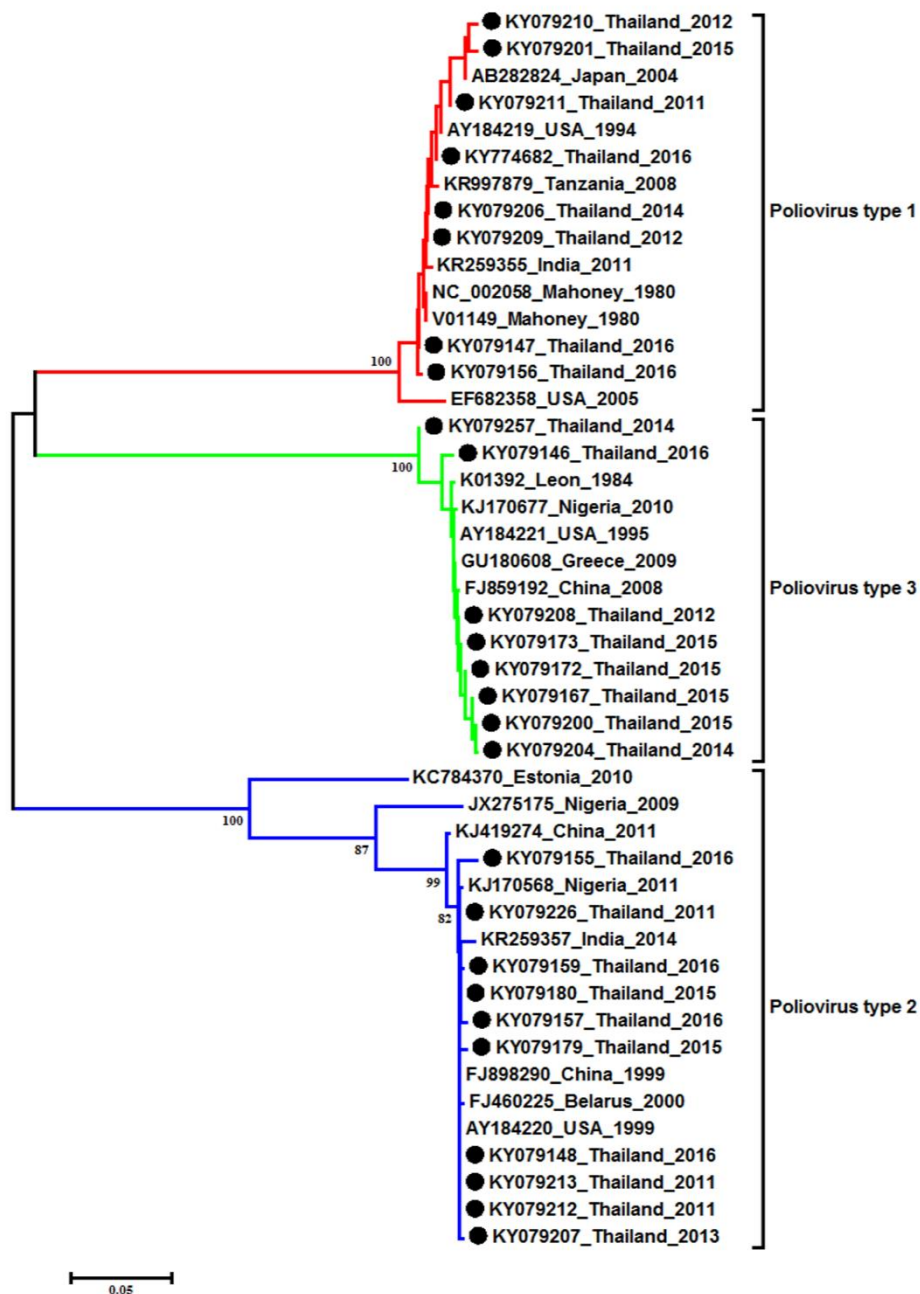 KY079210_Thailand_2012
KY079201_Thailand_2015
AB282824_Japan_2004
KY079211_Thailand_2011
AY184219_USA_1994
KY774682_Thailand_2016
KR997879_Tanzania_2008
KY079206_Thailand_2014
Poliovirus type 1
KY079209_Thailand_2012
KR259355_India_2011
NC_002058_Mahoney_1980
V01149_Mahoney_1980
KY079147_Thailand_2016
100
KY079156_Thailand_2016
EF682358_USA_2005
KY079257_Thailand_2014
KY079146_Thailand_2016
100
K01392_Leon_1984
KJ170677_Nigeria_2010
AY184221_USA_1995
GU180608_Greece_2009
FJ859192_China_2008
Poliovirus type 3
KY079208_Thailand_2012
KY079173_Thailand_2015
KY079172_Thailand_2015
KY079167_Thailand_2015
KY079200_Thailand_2015
KY079204_Thailand_2014
KC784370_Estonia_2010
JX275175_Nigeria_2009
100
KJ419274_China_2011
87
KY079155_Thailand_2016
99
KJ170568_Nigeria_2011
82
KY079226_Thailand_2011
KR259357_India_2014
KY079159_Thailand_2016
KY079180_Thailand_2015
Poliovirus type 2
KY079157_Thailand_2016
KY079179_Thailand_2015
FJ898290_China_1999
FJ460225_Belarus_2000
AY184220_USA_1999
KY079148_Thailand_2016
KY079213_Thailand_2011
KY079212_Thailand_2011
KY079207_Thailand_2013
0.05